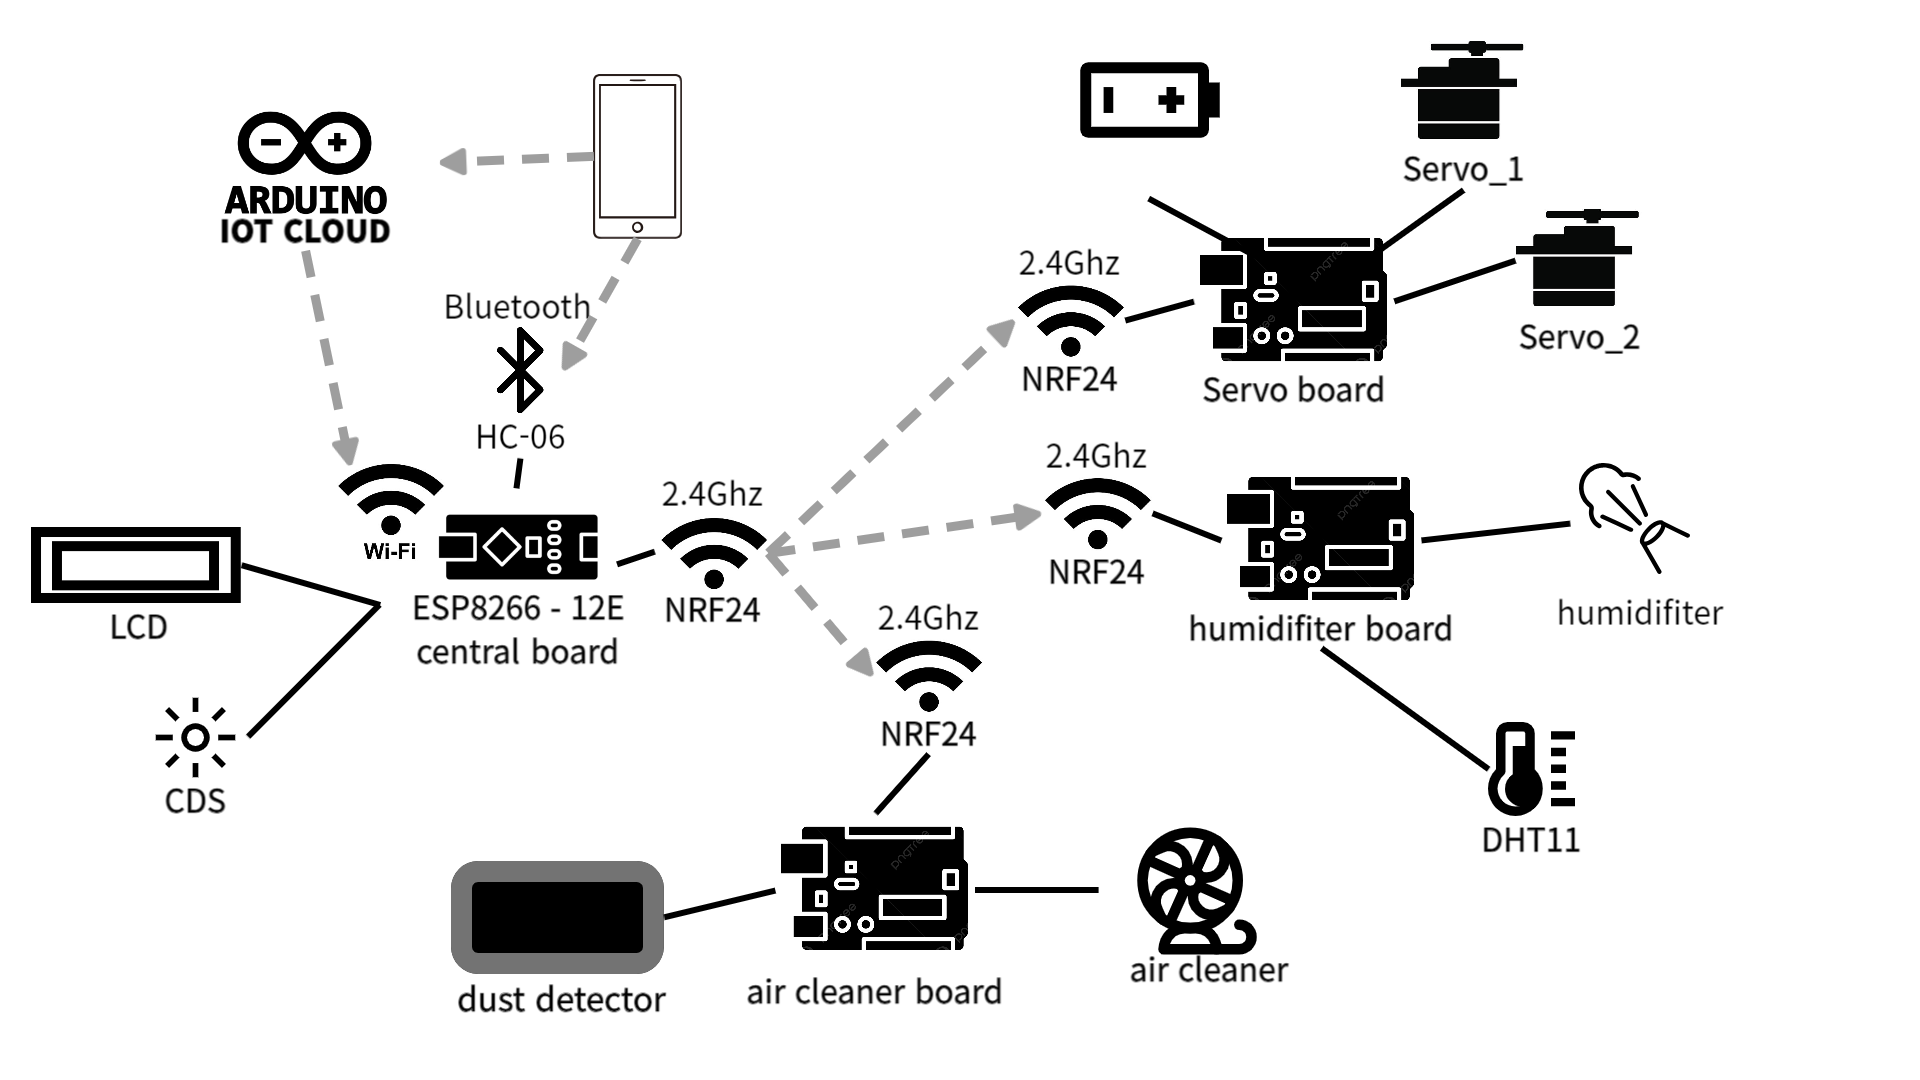 ARDUINO
IOT CLOUD
Bluetooth
HC-06
Wi-Fi
LCD
CDS
ESP8266 - 12E
central board
2.4Ghz
NRF24
2.4Ghz
NRF24
Servo board
Servo_1
Servo_2
2.4Ghz
NRF24
humidifiter board
humidifiter
DHT11
2.4Ghz
NRF24
dust detector
air cleaner board
air cleaner